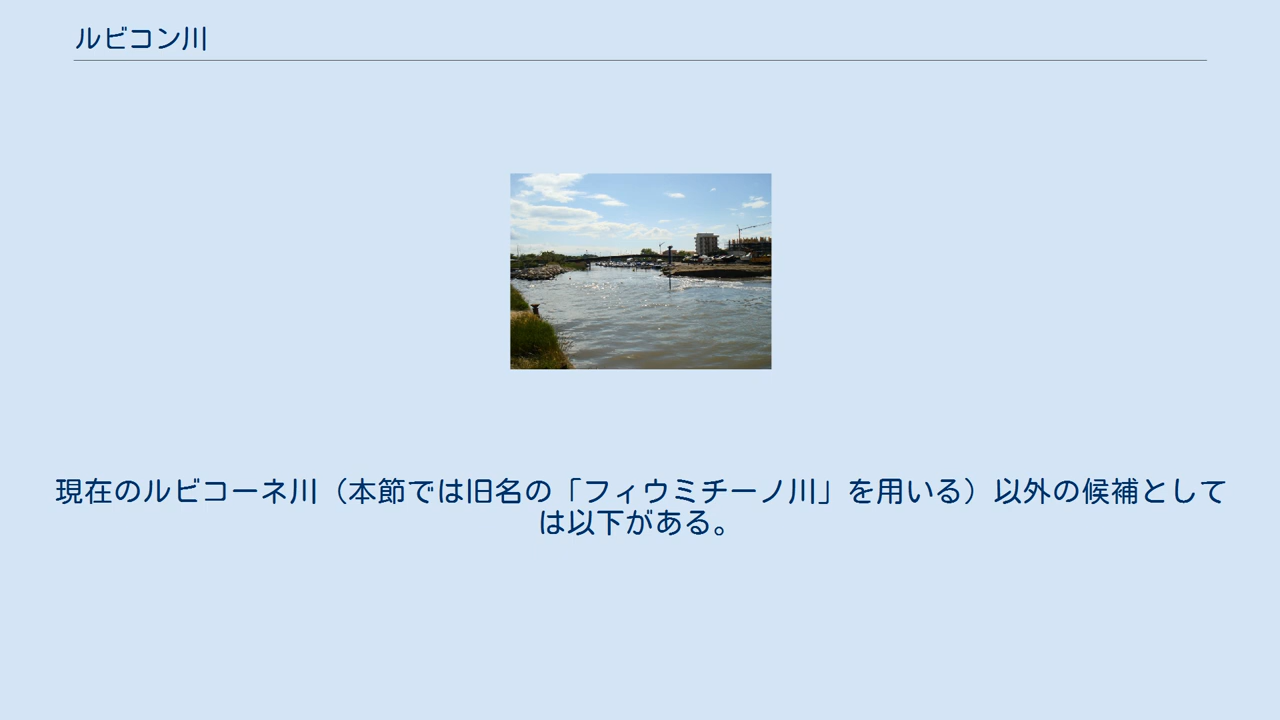 ルビコン川
現在のルビコーネ川（本節では旧名の「フィウミチーノ川」を用いる）以外の候補として
は以下がある。